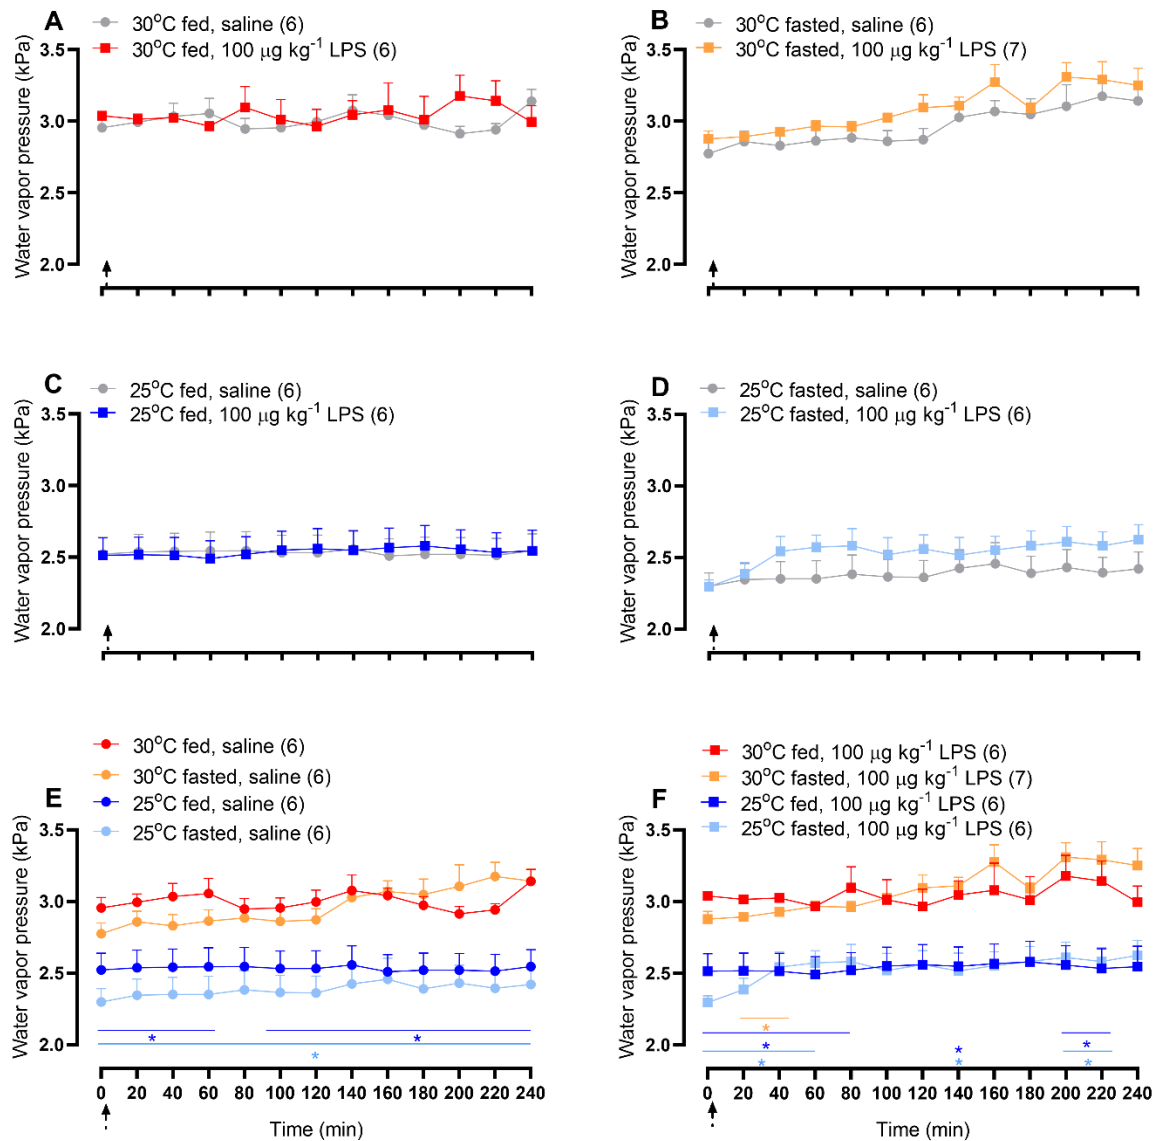 A
30°C fed, saline (6)
30°C fed, 100 µg kg⁻¹ LPS (6)
Water vapor pressure (kPa)
3.5
3.0
2.5
2.0
B
30°C fasted, saline (6)
30°C fasted, 100 µg kg⁻¹ LPS (7)
Water vapor pressure (kPa)
3.5
3.0
2.5
2.0
C
25°C fed, saline (6)
25°C fed, 100 µg kg⁻¹ LPS (6)
Water vapor pressure (kPa)
3.5
3.0
2.5
2.0
D
25°C fasted, saline (6)
25°C fasted, 100 µg kg⁻¹ LPS (6)
Water vapor pressure (kPa)
3.5
3.0
2.5
2.0
E
30°C fed, saline (6)
30°C fasted, saline (6)
25°C fed, saline (6)
25°C fasted, saline (6)
Water vapor pressure (kPa)
3.5
3.0
2.5
2.0
* *
*
0 20 40 60 80 100 120 140 160 180 200 220 240
Time (min)
F
30°C fed, 100 µg kg⁻¹ LPS (6)
30°C fasted, 100 µg kg⁻¹ LPS (7)
25°C fed, 100 µg kg⁻¹ LPS (6)
25°C fasted, 100 µg kg⁻¹ LPS (6)
Water vapor pressure (kPa)
3.5
3.0
2.5
2.0
*
* * *
* * *
0 20 40 60 80 100 120 140 160 180 200 220 240
Time (min)